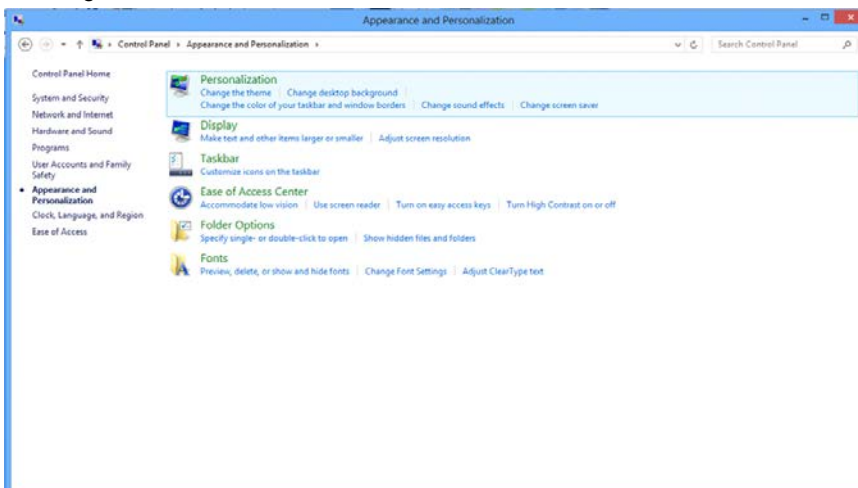 Appearance and Personalization
Control Panel ▸ Appearance and Personalization ▸
Search Control Panel
Control Panel Home
System and Security
Network and Internet
Hardware and Sound
Programs
User Accounts and Family
Safety
Appearance and
Personalization
Clock, Language, and Region
Ease of Access
Personalization
Change the theme | Change desktop background
Change the color of your taskbar and window borders | Change sound effects | Change screen saver
Display
Make text and other items larger or smaller | Adjust screen resolution
Taskbar
Customize icons on the taskbar
Ease of Access Center
Accommodate low vision | Use screen reader | Turn on easy access keys | Turn High Contrast on or off
Folder Options
Specify single- or double-click to open | Show hidden files and folders
Fonts
Preview, delete, or show and hide fonts | Change Font Settings | Adjust ClearType text